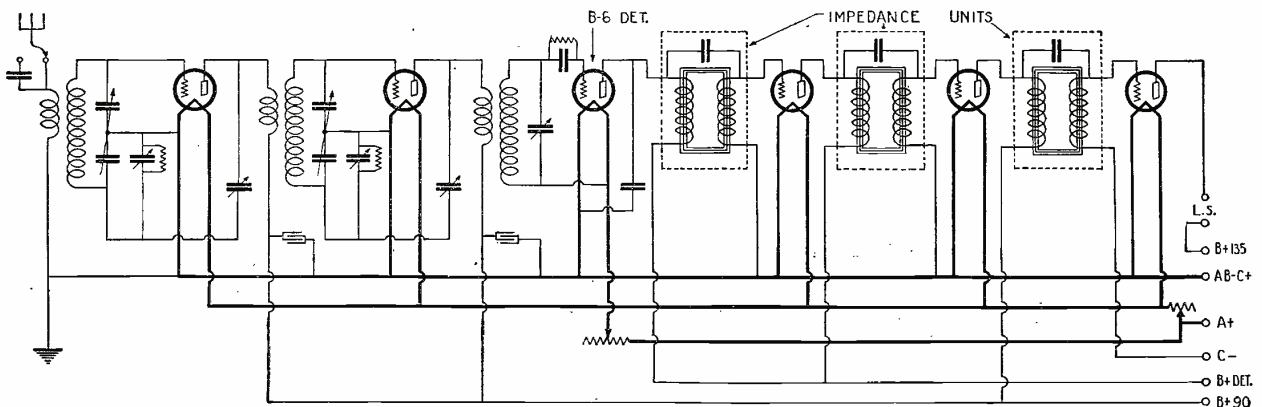 B-6 DET.
IMPEDANCE
UNITS
L.S.
B+135
AB-C+
A+
C-
B+DET.
B+90